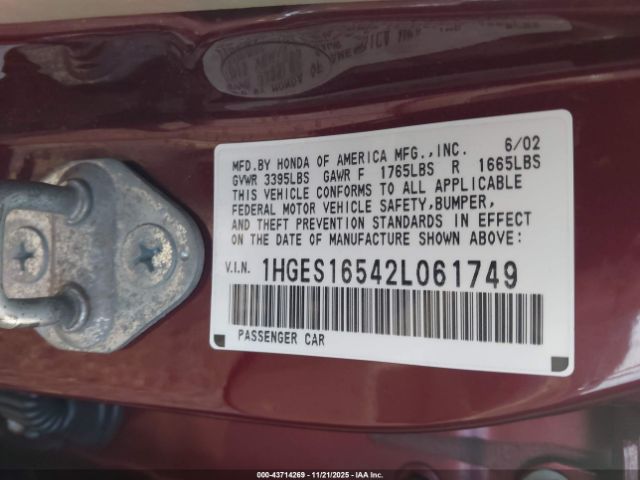 MFD.BY HONDA OF AMERICA MFG.,INC. 6/02
GVWR 3395LBS GAWR F 1765LBS R 1665LBS
THIS VEHICLE CONFORMS TO ALL APPLICABLE
FEDERAL MOTOR VEHICLE SAFETY,BUMPER,
AND THEFT PREVENTION STANDARDS IN EFFECT
ON THE DATE OF MANUFACTURE SHOWN ABOVE:
V.I.N. 1HGES16542L061749
PASSENGER CAR
000-43714269 - 11/21/2025 - IAA Inc.